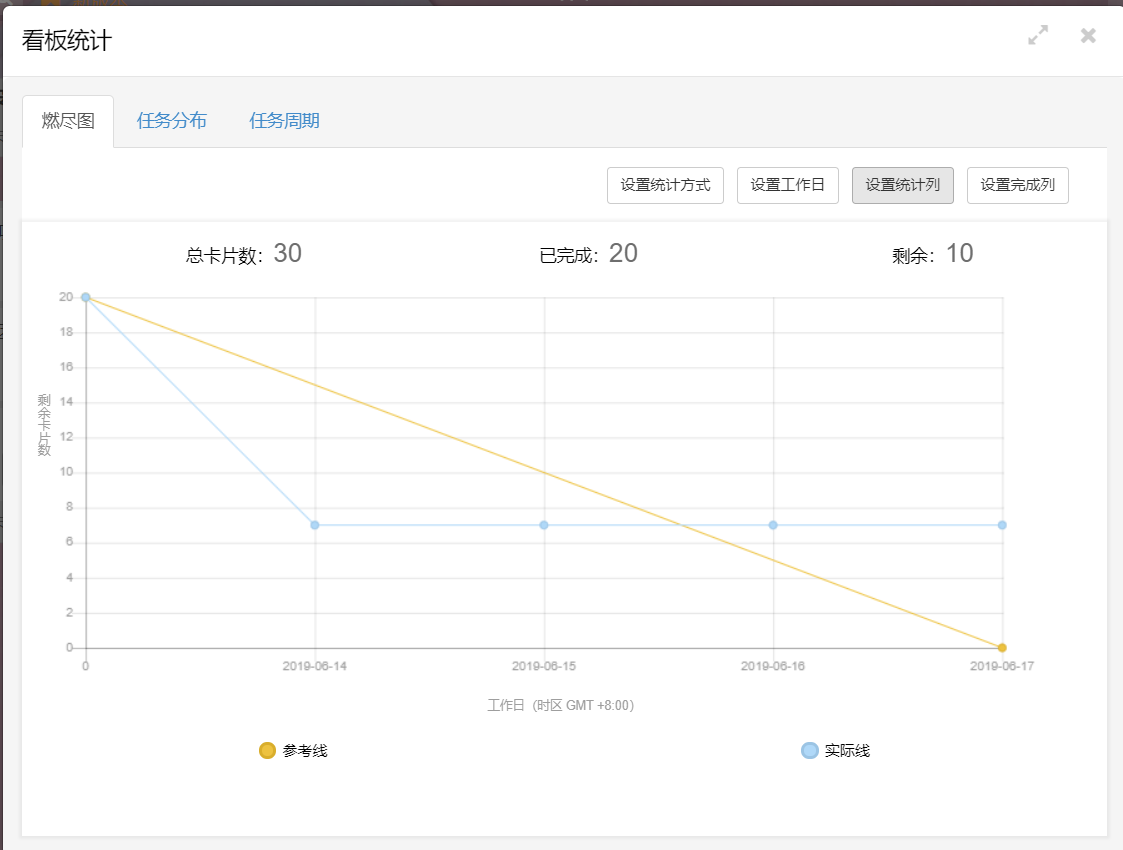 看板统计
燃尽图 任务分布 任务周期
设置统计方式 设置工作日 设置统计列 设置完成列
总卡片数：30 已完成：20 剩余：10
20
18
16
14
12
10
8
6
4
2
0
剩余卡片数
0 2019-06-14 2019-06-15 2019-06-16 2019-06-17
工作日（时区 GMT +8:00）
参考线 实际线